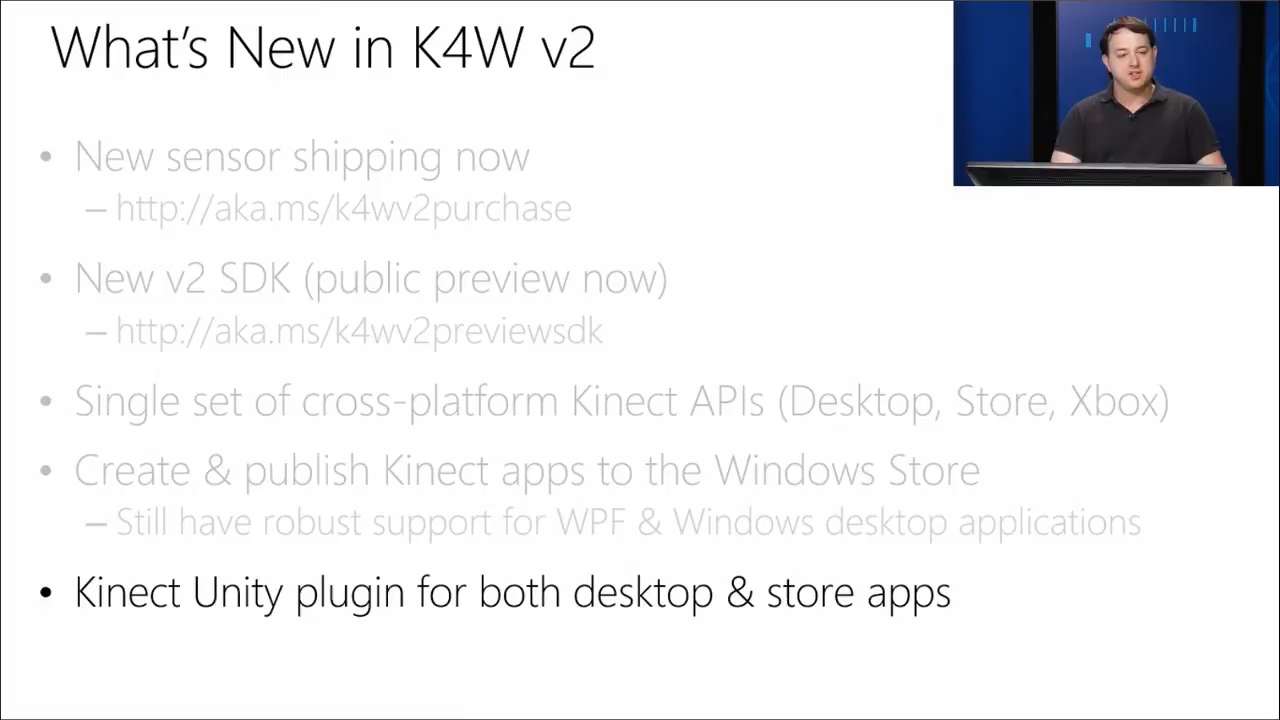 What's New in K4W v2
• New sensor shipping now
– http://aka.ms/k4wv2purchase
• New v2 SDK (public preview now)
– http://aka.ms/k4wv2previewsdk
• Single set of cross-platform Kinect APIs (Desktop, Store, Xbox)
• Create & publish Kinect apps to the Windows Store
– Still have robust support for WPF & Windows desktop applications
• Kinect Unity plugin for both desktop & store apps